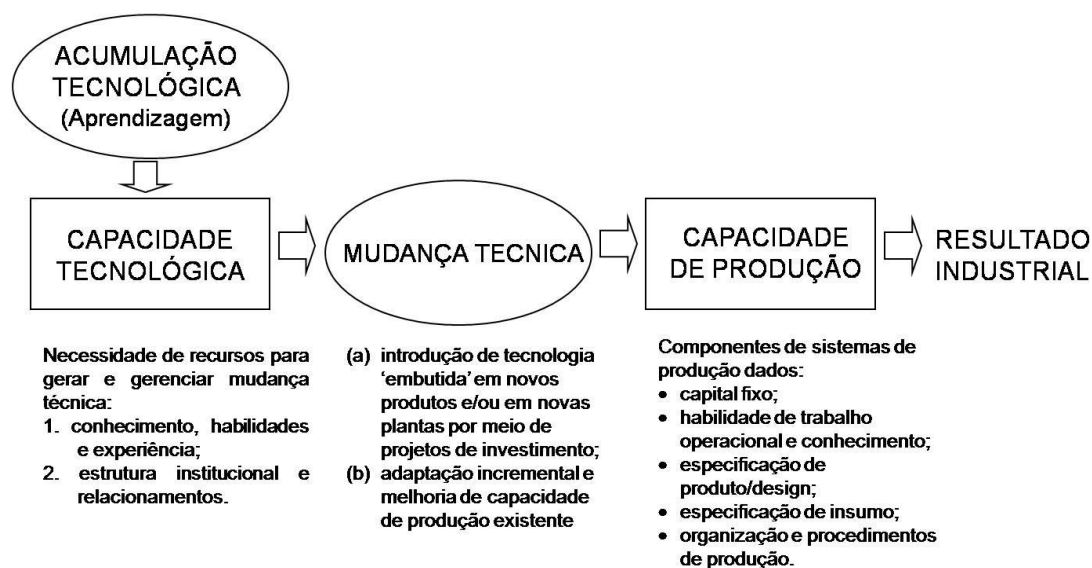 ACUMULAÇÃO
TECNOLÓGICA
(Aprendizagem)
CAPACIDADE
TECNOLÓGICA
MUDANÇA TECNICA
CAPACIDADE
DE PRODUÇÃO
RESULTADO
INDUSTRIAL
Necessidade de recursos para
gerar e gerenciar mudança
técnica:
1. conhecimento, habilidades
e experiência;
2. estrutura institucional e
relacionamentos.
(a) introdução de tecnologia
'embutida' em novos
produtos e/ou em novas
plantas por meio de
projetos de investimento;
(b) adaptação incremental e
melhoria de capacidade
de produção existente
Componentes de sistemas de
produção dados:
• capital fixo;
• habilidade de trabalho
operacional e conhecimento;
• especificação de
produto/design;
• especificação de insumo;
• organização e procedimentos
de produção.